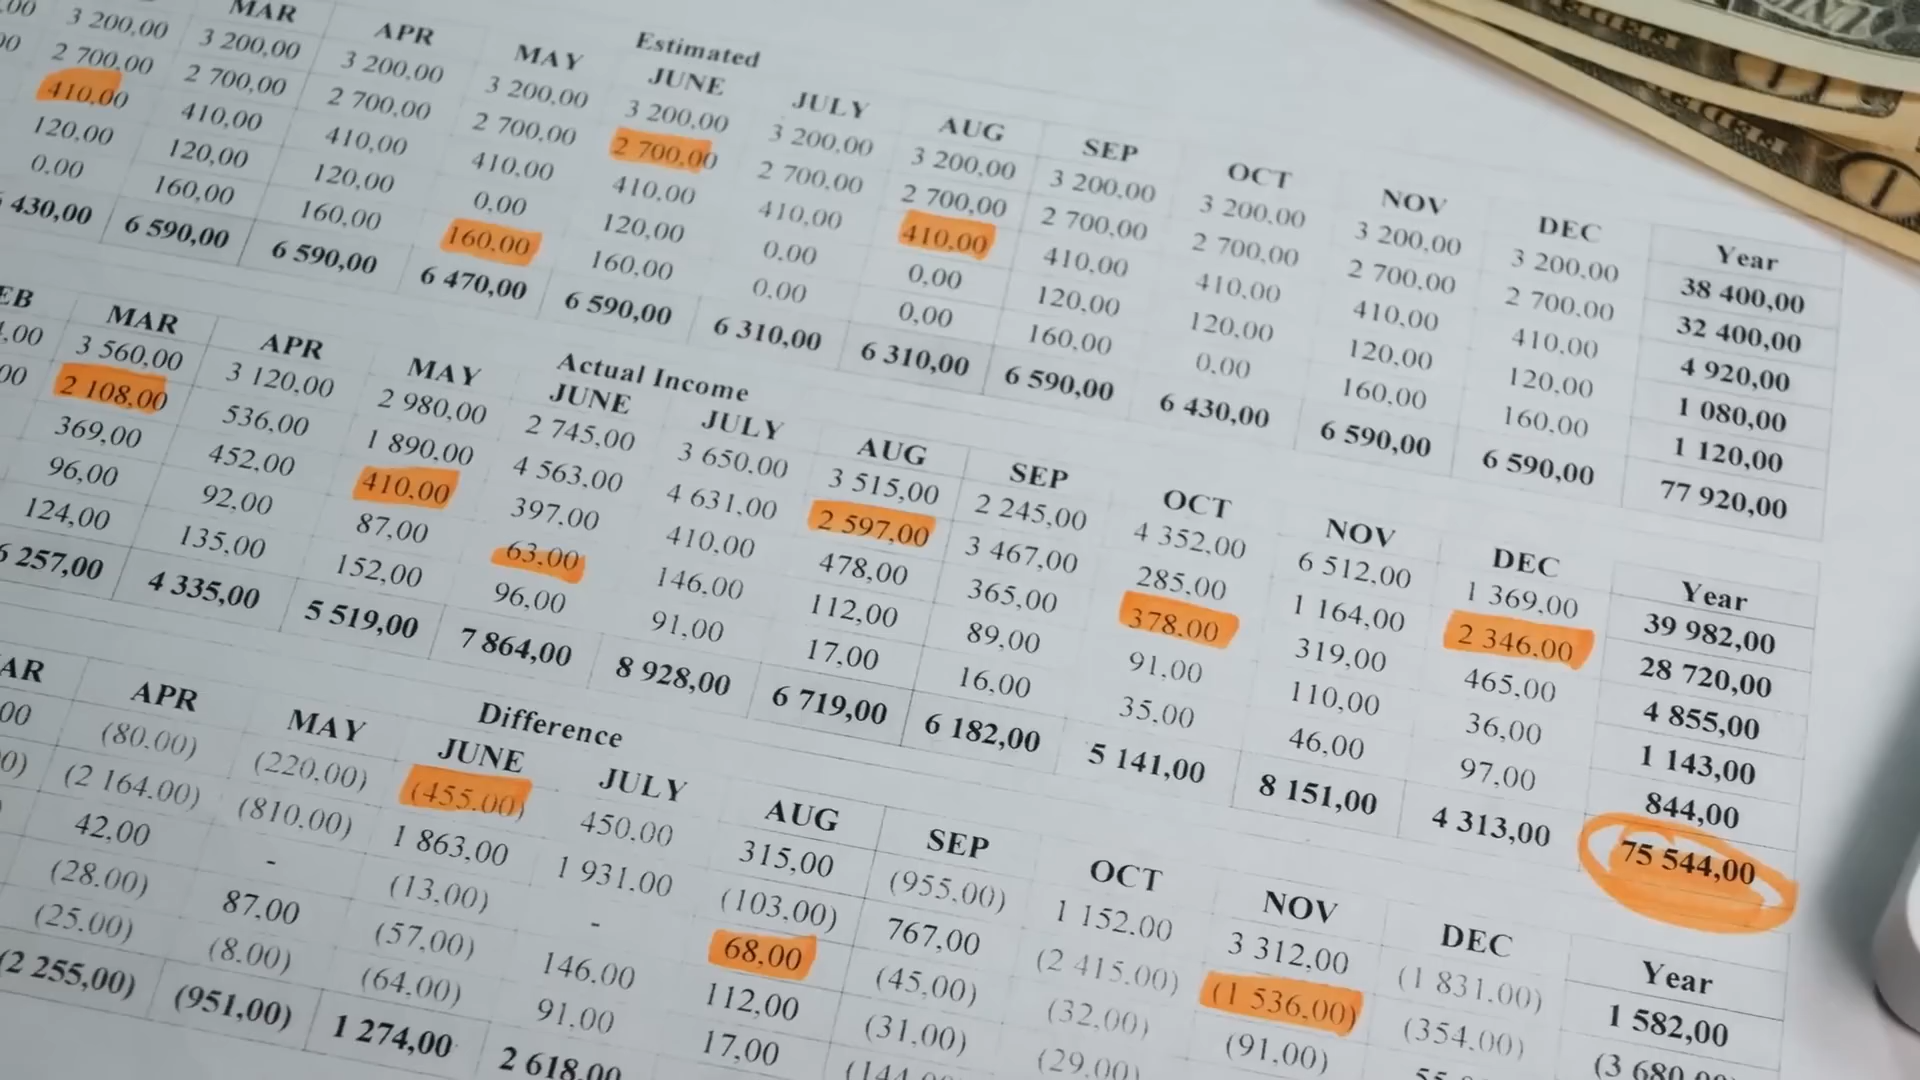 Estimated
MAR APR MAY JUNE JULY AUG SEP OCT NOV DEC Year
3 200,00 3 200,00 3 200,00 3 200,00 3 200,00 3 200,00 3 200,00 3 200,00 3 200,00 3 200,00 3 200,00 38 400,00
2 700,00 2 700,00 2 700,00 2 700,00 2 700,00 2 700,00 2 700,00 2 700,00 2 700,00 2 700,00 2 700,00 32 400,00
410,00 410,00 410,00 410,00 410,00 410,00 410,00 410,00 410,00 410,00 410,00 4 920,00
120,00 120,00 120,00 0.00 120,00 0.00 0,00 120,00 120,00 120,00 120,00 1 080,00
0.00 160,00 160,00 160,00 160,00 0.00 0,00 160,00 0.00 160,00 160,00 1 120,00
430,00 6 590,00 6 590,00 6 470,00 6 590,00 6 310,00 6 310,00 6 590,00 6 430,00 6 590,00 6 590,00 77 920,00
Actual Income
EB MAR APR MAY JUNE JULY AUG SEP OCT NOV DEC Year
,00 3 560,00 3 120,00 2 980,00 2 745,00 3 650.00 3 515,00 2 245,00 4 352,00 6 512,00 1 369,00 39 982,00
00 2 108,00 536,00 1 890,00 4 563,00 4 631,00 2 597,00 3 467,00 285,00 1 164,00 2 346,00 28 720,00
369,00 452,00 410,00 397,00 410,00 478,00 365,00 378,00 319,00 465,00 4 855,00
96,00 92,00 87,00 63,00 146,00 112,00 89,00 91,00 110,00 36,00 1 143,00
124,00 135,00 152,00 96,00 91,00 17,00 16,00 35,00 46,00 97,00 844,00
257,00 4 335,00 5 519,00 7 864,00 8 928,00 6 719,00 6 182,00 5 141,00 8 151,00 4 313,00 75 544,00
Difference
AR APR MAY JUNE JULY AUG SEP OCT NOV DEC Year
00 (80.00) (220.00) (455.00) 450.00 315,00 (955.00) 1 152.00 3 312,00 (1 831.00) 1 582,00
0) (2 164.00) (810.00) 1 863,00 1 931.00 (103,00) 767,00 (2 415.00) (1 536,00) (354.00) (3 680
42,00 - (13,00) - 68,00 (45,00) (32,00) (91.00)
(28.00) 87.00 (57,00) 146.00 112,00 (31,00) (29.00)
(25.00) (8.00) (64,00) 91.00 17,00
(2 255,00) (951,00) 1 274,00 2 618,00